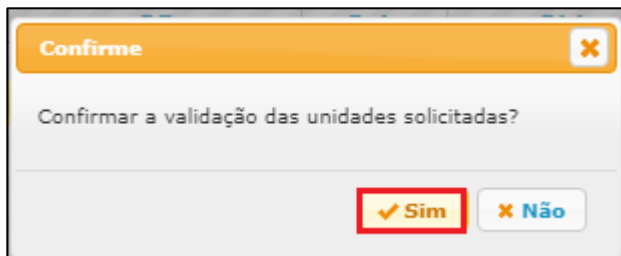 Confirme
Confirmar a validação das unidades solicitadas?
Sim Não